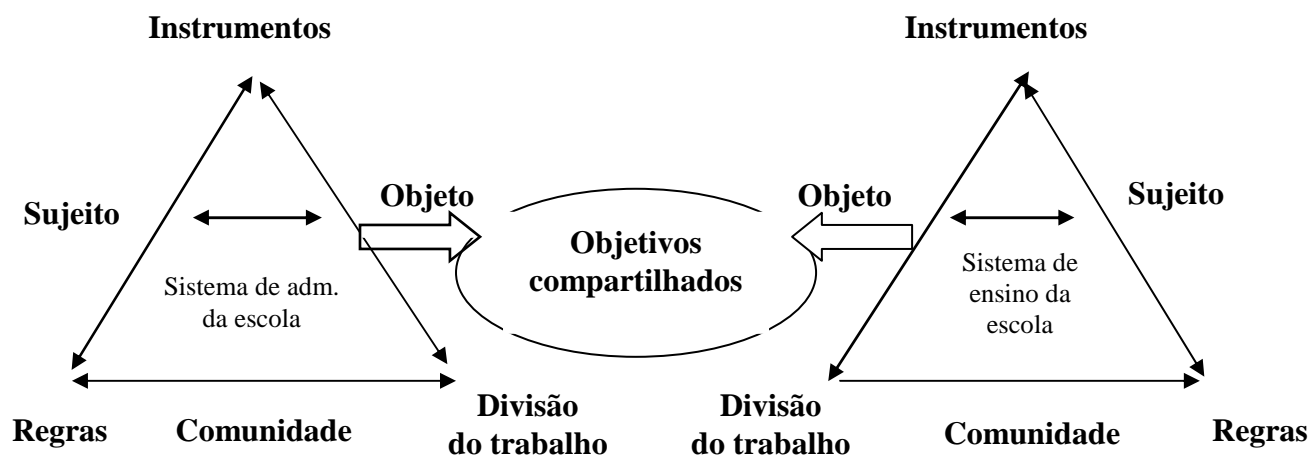 Instrumentos
Instrumentos
Sujeito
Objeto
Objeto
Sujeito
Objetivos
compartilhados
Sistema de adm.
da escola
Sistema de
ensino da
escola
Regras
Comunidade
Divisão
do trabalho
Divisão
do trabalho
Comunidade
Regras